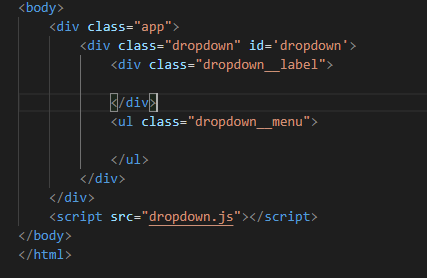 <body>
<div class="app">
<div class="dropdown" id='dropdown'>
<div class="dropdown__label">
</div>
<ul class="dropdown__menu">
</ul>
</div>
</div>
<script src="dropdown.js"></script>
</body>
</html>